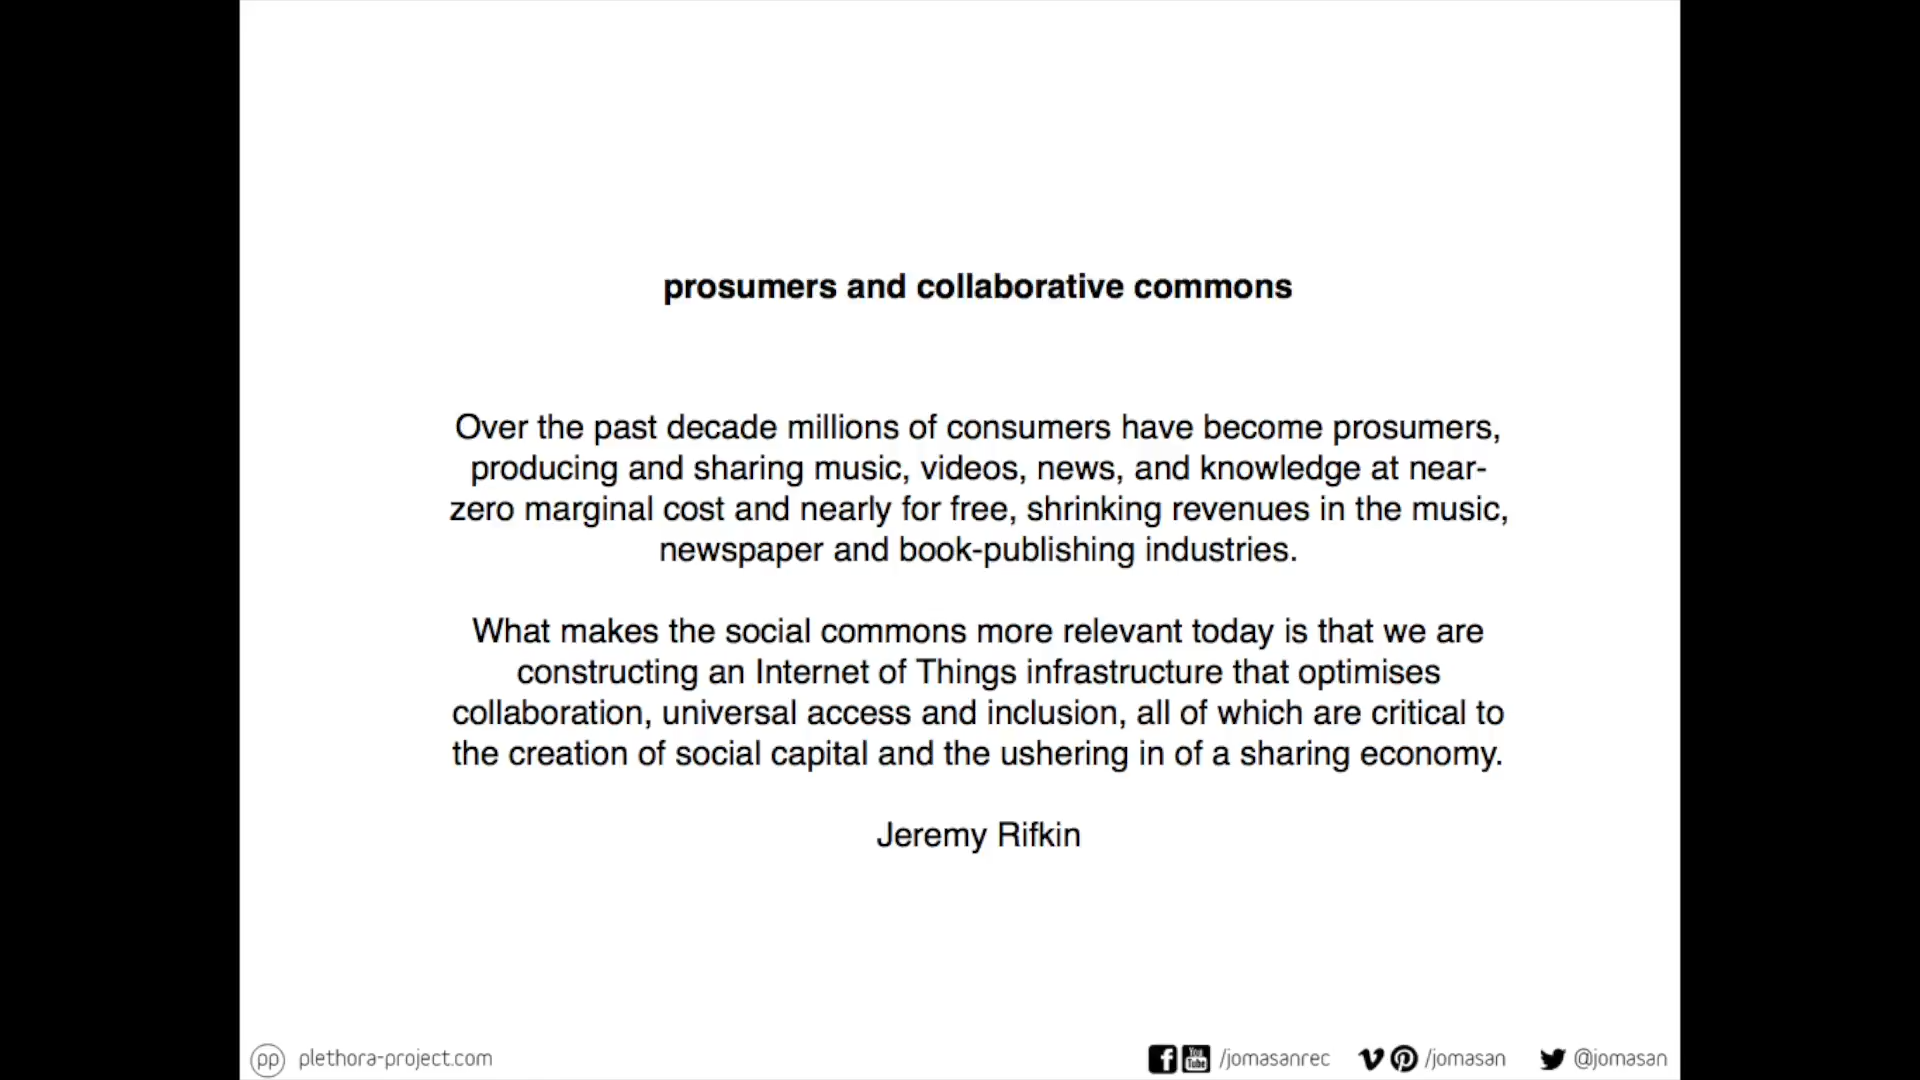 prosumers and collaborative commons
Over the past decade millions of consumers have become prosumers,
producing and sharing music, videos, news, and knowledge at near-
zero marginal cost and nearly for free, shrinking revenues in the music,
newspaper and book-publishing industries.
What makes the social commons more relevant today is that we are
constructing an Internet of Things infrastructure that optimises
collaboration, universal access and inclusion, all of which are critical to
the creation of social capital and the ushering in of a sharing economy.
Jeremy Rifkin
pp plethora-project.com f You Tube /jomasanrec /jomasan @jomasan